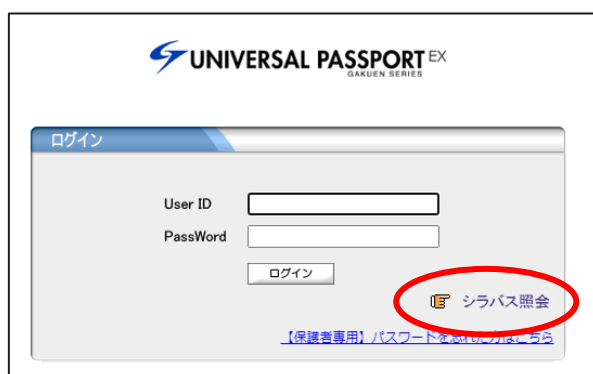 UNIVERSAL PASSPORT EX
GAKUEN SERIES
ログイン
User ID
PassWord
ログイン
シラバス照会
【保護者専用】パスワードを忘れた方はこちら